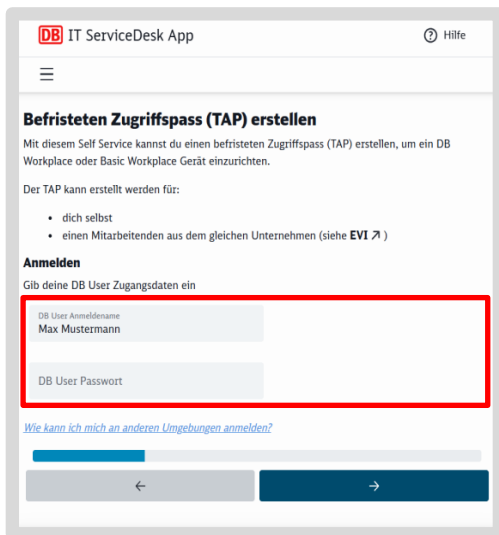 DB IT ServiceDesk App
Hilfe
Befristeten Zugriffspass (TAP) erstellen
Mit diesem Self Service kannst du einen befristeten Zugriffspass (TAP) erstellen, um ein DB
Workplace oder Basic Workplace Gerät einzurichten.
Der TAP kann erstellt werden für:
• dich selbst
• einen Mitarbeitenden aus dem gleichen Unternehmen (siehe EVI ↗ )
Anmelden
Gib deine DB User Zugangsdaten ein
DB User Anmeldename
Max Mustermann
DB User Passwort
Wie kann ich mich an anderen Umgebungen anmelden?